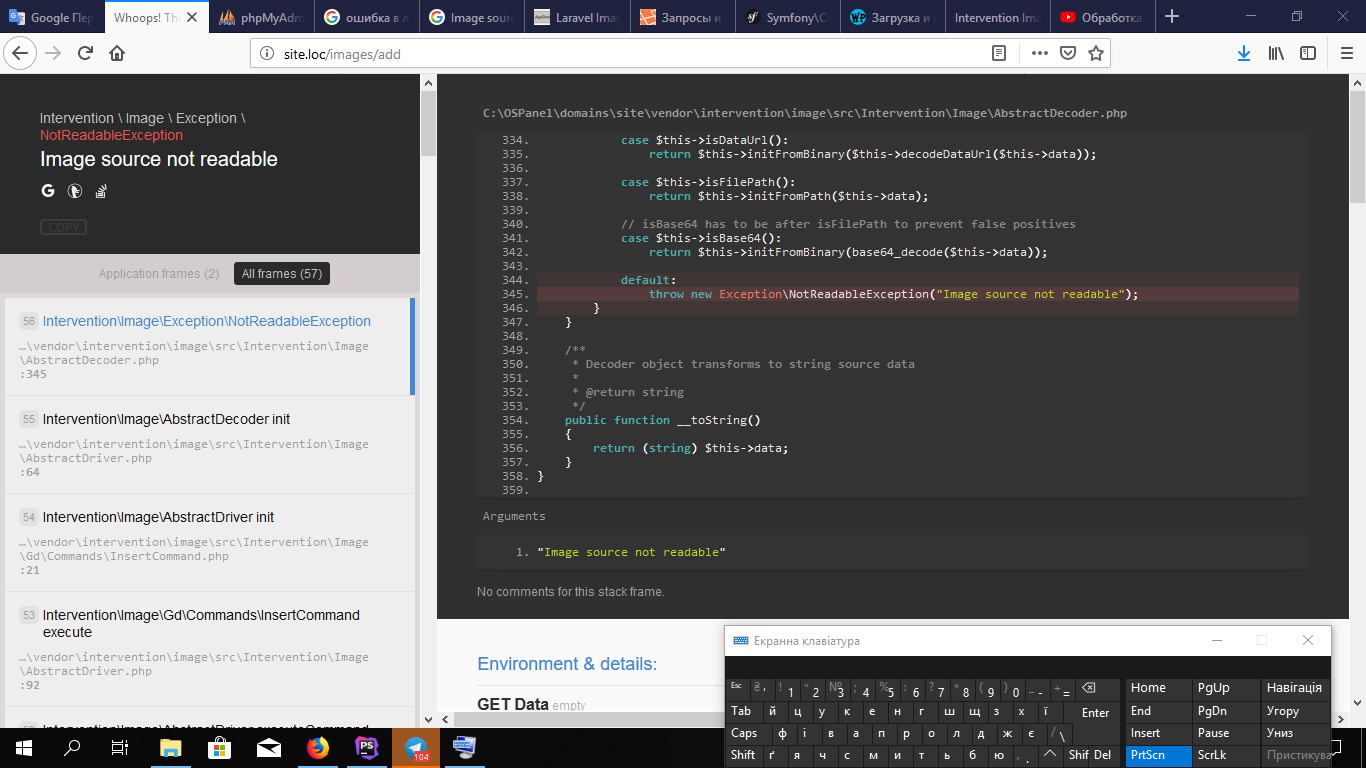 Google Пер
Whoops! The
phpMyAdm
ошибка в л
Image sour
Laravel Ima
Запросы и
Symfony\C
Загрузка и
Intervention Im
Обработка
site.loc/images/add
Intervention \ Image \ Exception \
NotReadableException
Image source not readable
COPY
Application frames (2)
All frames (57)
56 Intervention\Image\Exception\NotReadableException
…\vendor\intervention\image\src\Intervention\Image
\AbstractDecoder.php
:345
55 Intervention\Image\AbstractDecoder init
…\vendor\intervention\image\src\Intervention\Image
\AbstractDriver.php
:64
54 Intervention\Image\AbstractDriver init
…\vendor\intervention\image\src\Intervention\Image
\Gd\Commands\InsertCommand.php
:21
53 Intervention\Image\Gd\Commands\InsertCommand
execute
…\vendor\intervention\image\src\Intervention\Image
\AbstractDriver.php
:92
C:\OSPanel\domains\site\vendor\intervention\image\src\Intervention\Image\AbstractDecoder.php
334. case $this->isDataUrl():
335. return $this->initFromBinary($this->decodeDataUrl($this->data));
336.
337. case $this->isFilePath():
338. return $this->initFromPath($this->data);
339.
340. // isBase64 has to be after isFilePath to prevent false positives
341. case $this->isBase64():
342. return $this->initFromBinary(base64_decode($this->data));
343.
344. default:
345. throw new Exception\NotReadableException("Image source not readable");
346. }
347. }
348.
349. /**
350. * Decoder object transforms to string source data
351. *
352. * @return string
353. */
354. public function __toString()
355. {
356. return (string) $this->data;
357. }
358. }
359.
Arguments
1. "Image source not readable"
No comments for this stack frame.
Environment & details:
GET Data empty
Екранна клавіатура
Esc ₴ ' ! 1 " 2 № 3 ; 4 % 5 : 6 ? 7 * 8 ( 9 ) 0 _ - + = Home PgUp Навігація
Tab й ц у к е н г ш щ з х ї Enter End PgDn Угору
Caps ф і в а п р о л д ж є / \ Insert Pause Униз
Shift ґ я ч с м и т ь б ю , . Shif Del PrtScn ScrLk Пристикува
PS
104